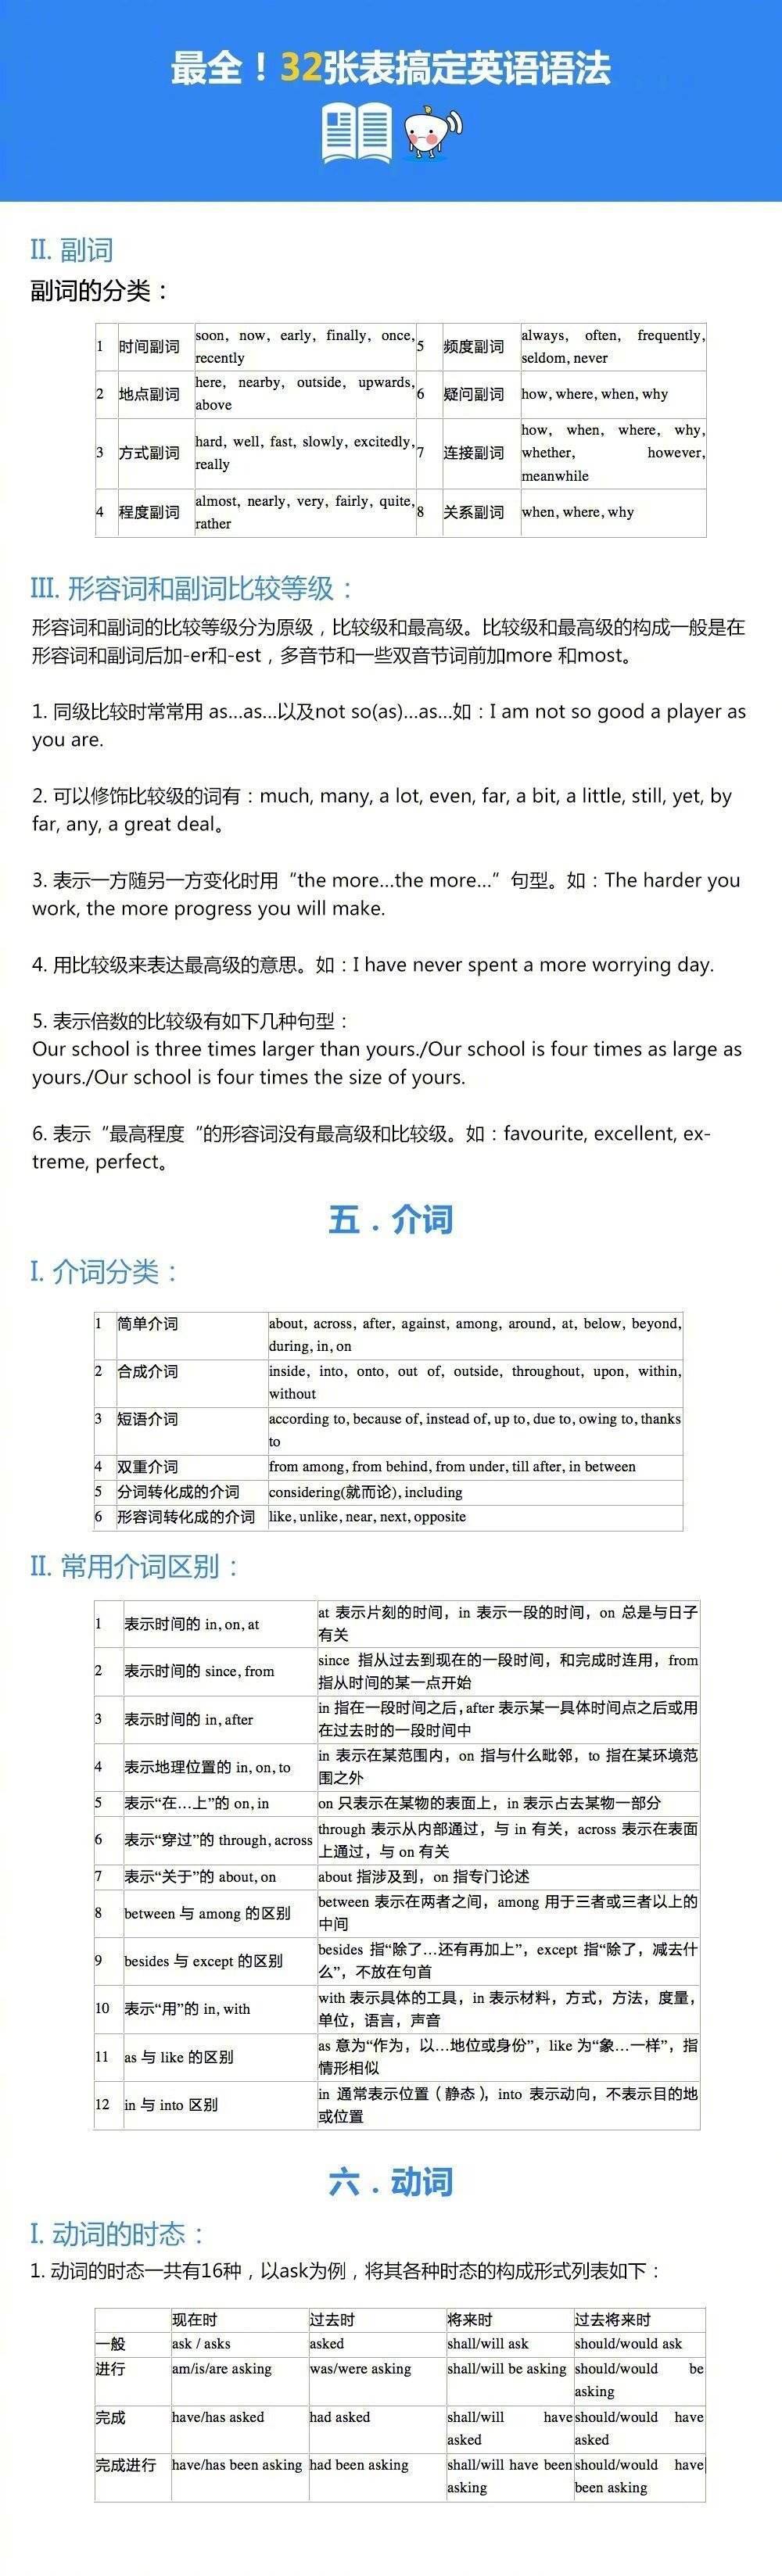 最全！32张表搞定英语语法
II. 副词
副词的分类：
1 时间副词 soon, now, early, finally, once, recently 5 频度副词 always, often, frequently, seldom, never
2 地点副词 here, nearby, outside, upwards, above 6 疑问副词 how, where, when, why
3 方式副词 hard, well, fast, slowly, excitedly, really 7 连接副词 how, when, where, why, whether, however, meanwhile
4 程度副词 almost, nearly, very, fairly, quite, rather 8 关系副词 when, where, why
III. 形容词和副词比较等级：
形容词和副词的比较等级分为原级，比较级和最高级。比较级和最高级的构成一般是在
形容词和副词后加-er和-est，多音节和一些双音节词前加more 和most。
1. 同级比较时常常用 as…as…以及not so(as)…as…如：I am not so good a player as
you are.
2. 可以修饰比较级的词有：much, many, a lot, even, far, a bit, a little, still, yet, by
far, any, a great deal。
3. 表示一方随另一方变化时用“the more…the more…”句型。如：The harder you
work, the more progress you will make.
4. 用比较级来表达最高级的意思。如：I have never spent a more worrying day.
5. 表示倍数的比较级有如下几种句型：
Our school is three times larger than yours./Our school is four times as large as
yours./Our school is four times the size of yours.
6. 表示“最高程度“的形容词没有最高级和比较级。如：favourite, excellent, ex-
treme, perfect。
五．介词
I. 介词分类：
1 简单介词 about, across, after, against, among, around, at, below, beyond,
during, in, on
2 合成介词 inside, into, onto, out of, outside, throughout, upon, within,
without
3 短语介词 according to, because of, instead of, up to, due to, owing to, thanks
to
4 双重介词 from among, from behind, from under, till after, in between
5 分词转化成的介词 considering(就而论), including
6 形容词转化成的介词 like, unlike, near, next, opposite
II. 常用介词区别：
1 表示时间的 in, on, at at 表示片刻的时间，in 表示一段的时间，on 总是与日子
有关
2 表示时间的 since, from since 指从过去到现在的一段时间，和完成时连用，from
指从时间的某一点开始
3 表示时间的 in, after in 指在一段时间之后，after 表示某一具体时间点之后或用
在过去时的一段时间中
4 表示地理位置的 in, on, to in 表示在某范围内，on 指与什么毗邻，to 指在某环境范
围之外
5 表示“在…上”的 on, in on 只表示在某物的表面上，in 表示占去某物一部分
6 表示“穿过”的 through, across through 表示从内部通过，与 in 有关，across 表示在表面
上通过，与 on 有关
7 表示“关于”的 about, on about 指涉及到，on 指专门论述
8 between 与 among 的区别 between 表示在两者之间，among 用于三者或三者以上的
中间
9 besides 与 except 的区别 besides 指“除了…还有再加上”，except 指“除了，减去什
么”，不放在句首
10 表示“用”的 in, with with 表示具体的工具，in 表示材料，方式，方法，度量，
单位，语言，声音
11 as 与 like 的区别 as 意为“作为，以…地位或身份”，like 为“象…一样”，指
情形相似
12 in 与 into 区别 in 通常表示位置（静态），into 表示动向，不表示目的地
或位置
六．动词
I. 动词的时态：
1. 动词的时态一共有16种，以ask为例，将其各种时态的构成形式列表如下：
现在时 过去时 将来时 过去将来时
一般 ask / asks asked shall/will ask should/would ask
进行 am/is/are asking was/were asking shall/will be asking should/would be asking
完成 have/has asked had asked shall/will have asked should/would have asked
完成进行 have/has been asking had been asking shall/will have been asking should/would have been asking